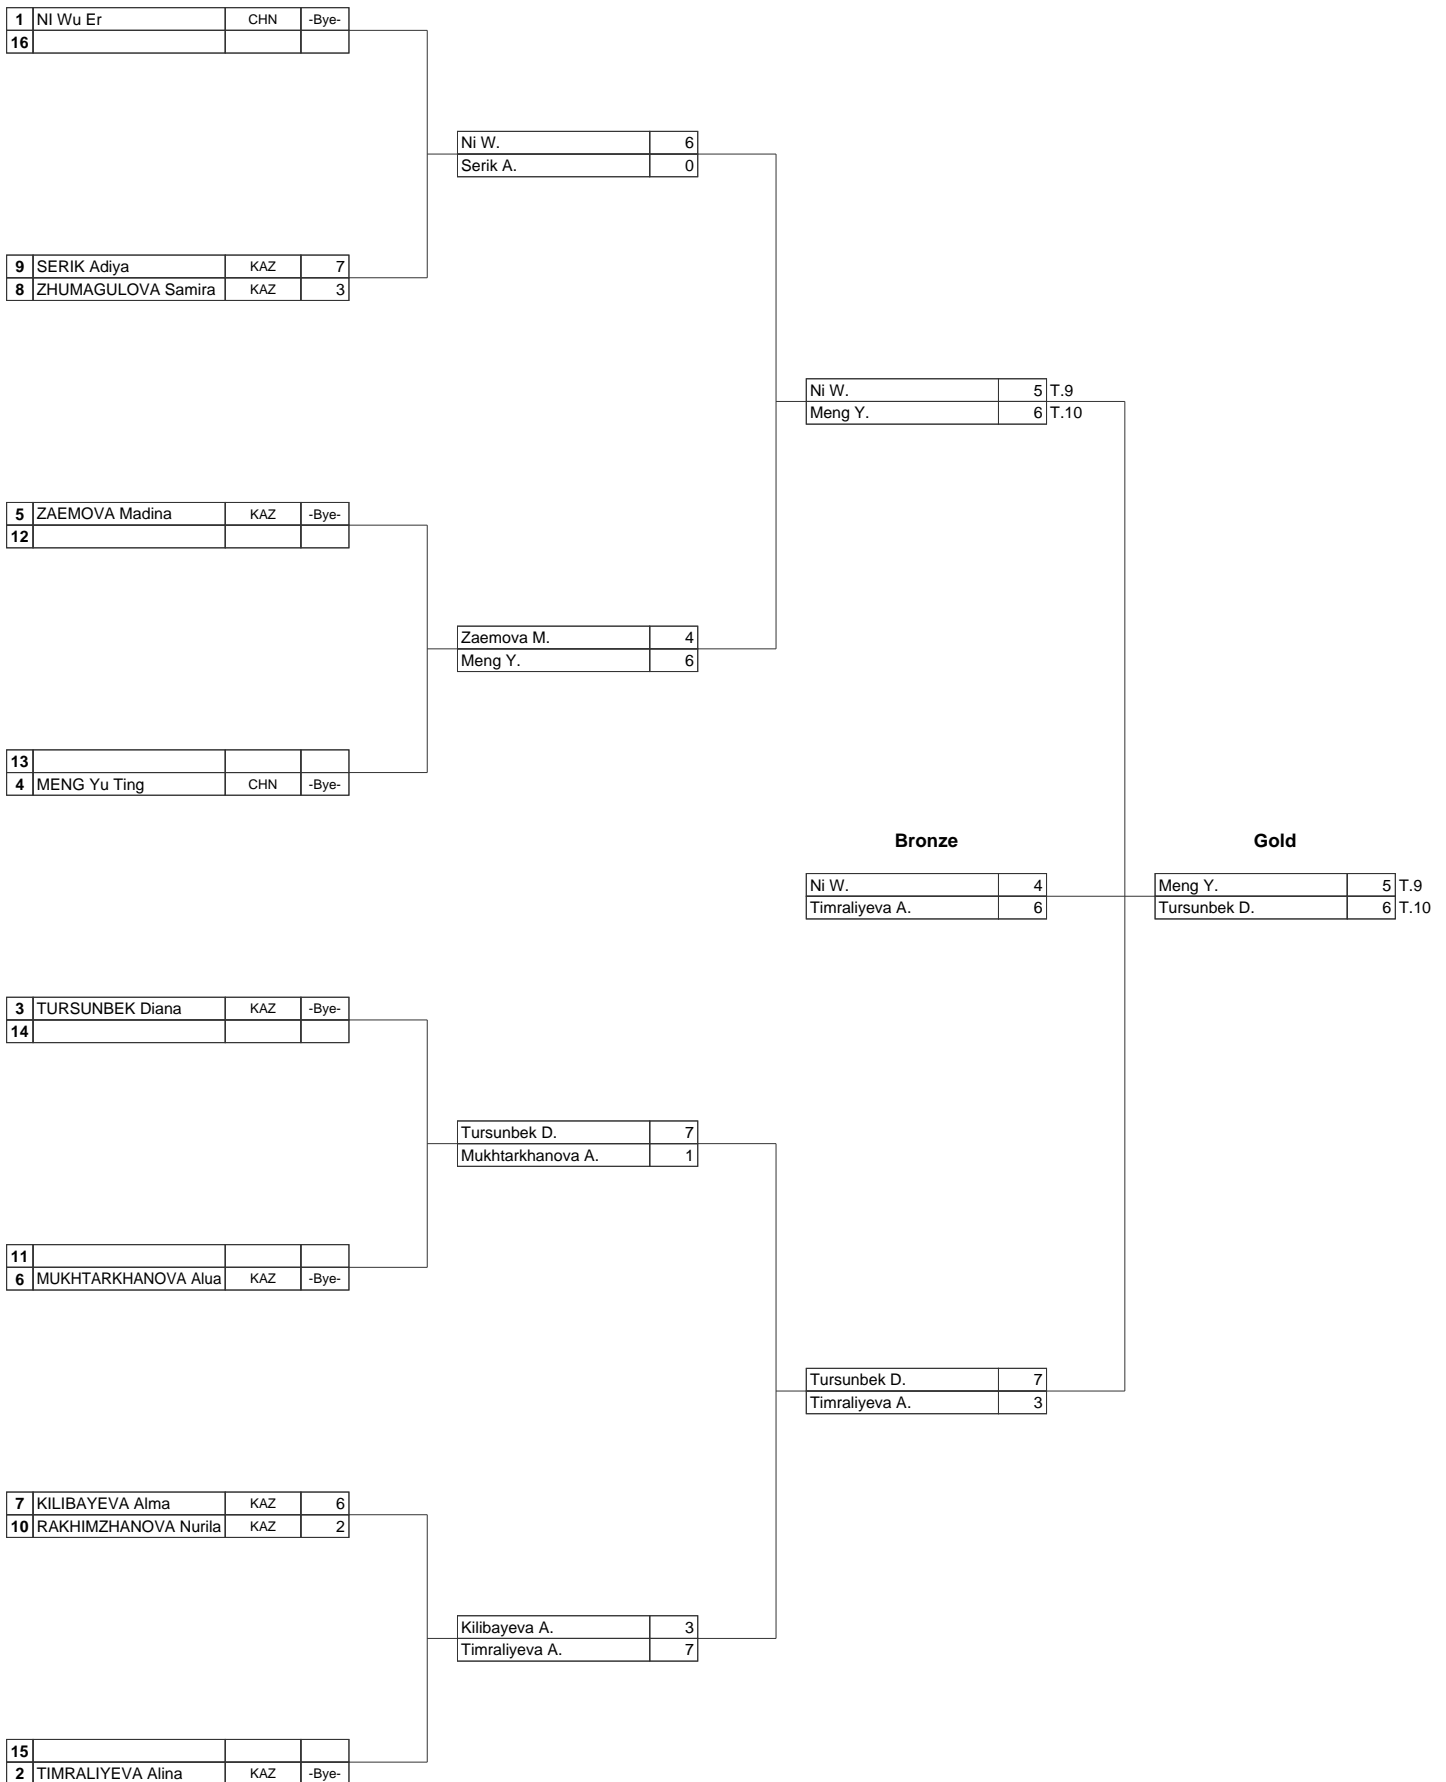 1 NI Wu Er CHN -Bye-
16
Ni W. 6
Serik A. 0
9 SERIK Adiya KAZ 7
8 ZHUMAGULOVA Samira KAZ 3
Ni W. 5 T.9
Meng Y. 6 T.10
5 ZAEMOVA Madina KAZ -Bye-
12
Zaemova M. 4
Meng Y. 6
13
4 MENG Yu Ting CHN -Bye-
Bronze Gold
Ni W. 4 Meng Y. 5 T.9
Timraliyeva A. 6 Tursunbek D. 6 T.10
3 TURSUNBEK Diana KAZ -Bye-
14
Tursunbek D. 7
Mukhtarkhanova A. 1
11
6 MUKHTARKHANOVA Alua KAZ -Bye-
Tursunbek D. 7
Timraliyeva A. 3
7 KILIBAYEVA Alma KAZ 6
10 RAKHIMZHANOVA Nurila KAZ 2
Kilibayeva A. 3
Timraliyeva A. 7
15
2 TIMRALIYEVA Alina KAZ -Bye-